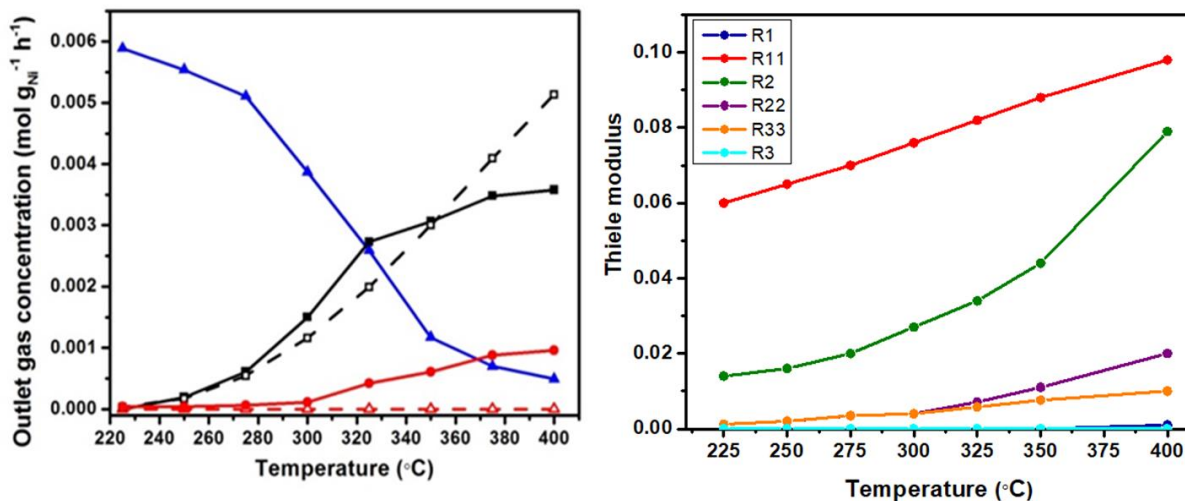 Outlet gas concentration (mol g_Ni^-1 h^-1)
0.006
0.005
0.004
0.003
0.002
0.001
0.000
220 240 260 280 300 320 340 360 380 400
Temperature (°C)
Thiele modulus
0.10
0.08
0.06
0.04
0.02
0.00
R1
R11
R2
R22
R33
R3
225 250 275 300 325 350 375 400
Temperature (°C)